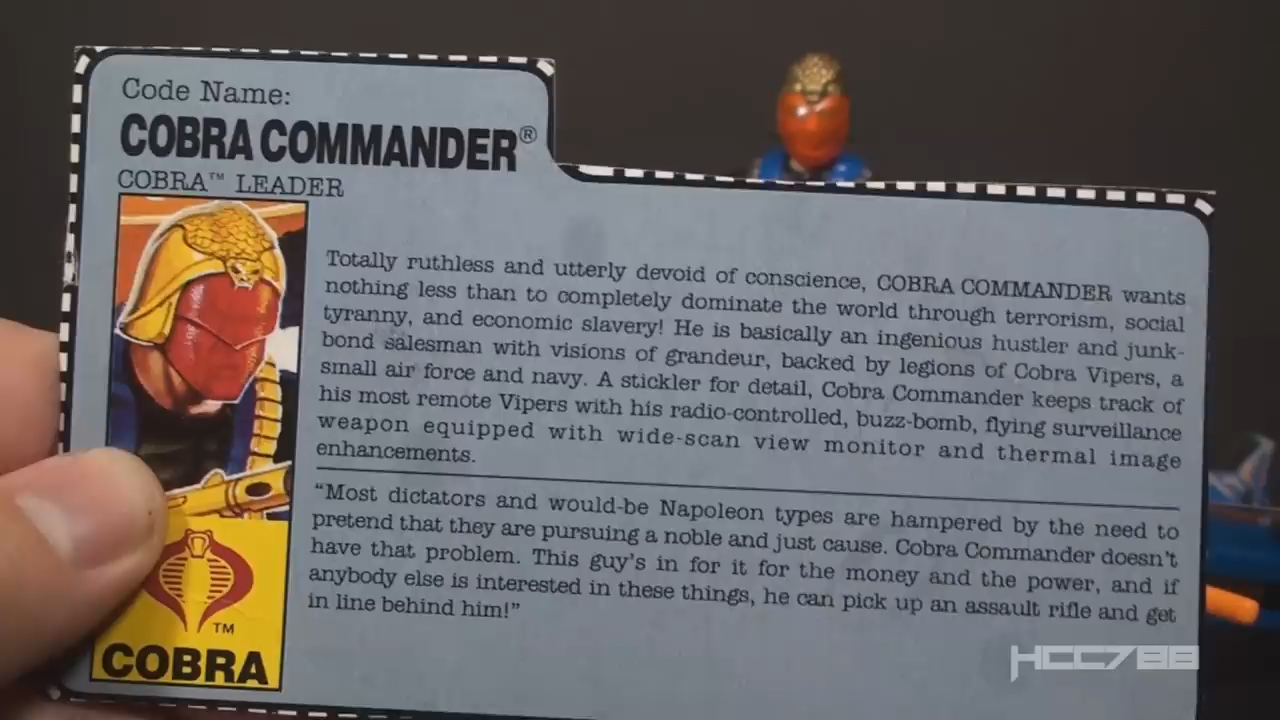 Code Name:
COBRA COMMANDER®
COBRA™ LEADER
Totally ruthless and utterly devoid of conscience, COBRA COMMANDER wants
nothing less than to completely dominate the world through terrorism, social
tyranny, and economic slavery! He is basically an ingenious hustler and junk-
bond salesman with visions of grandeur, backed by legions of Cobra Vipers, a
small air force and navy. A stickler for detail, Cobra Commander keeps track of
his most remote Vipers with his radio-controlled, buzz-bomb, flying surveillance
weapon equipped with wide-scan view monitor and thermal image
enhancements.
“Most dictators and would-be Napoleon types are hampered by the need to
pretend that they are pursuing a noble and just cause. Cobra Commander doesn't
have that problem. This guy's in for it for the money and the power, and if
anybody else is interested in these things, he can pick up an assault rifle and get
in line behind him!”
TM
COBRA
HCC788